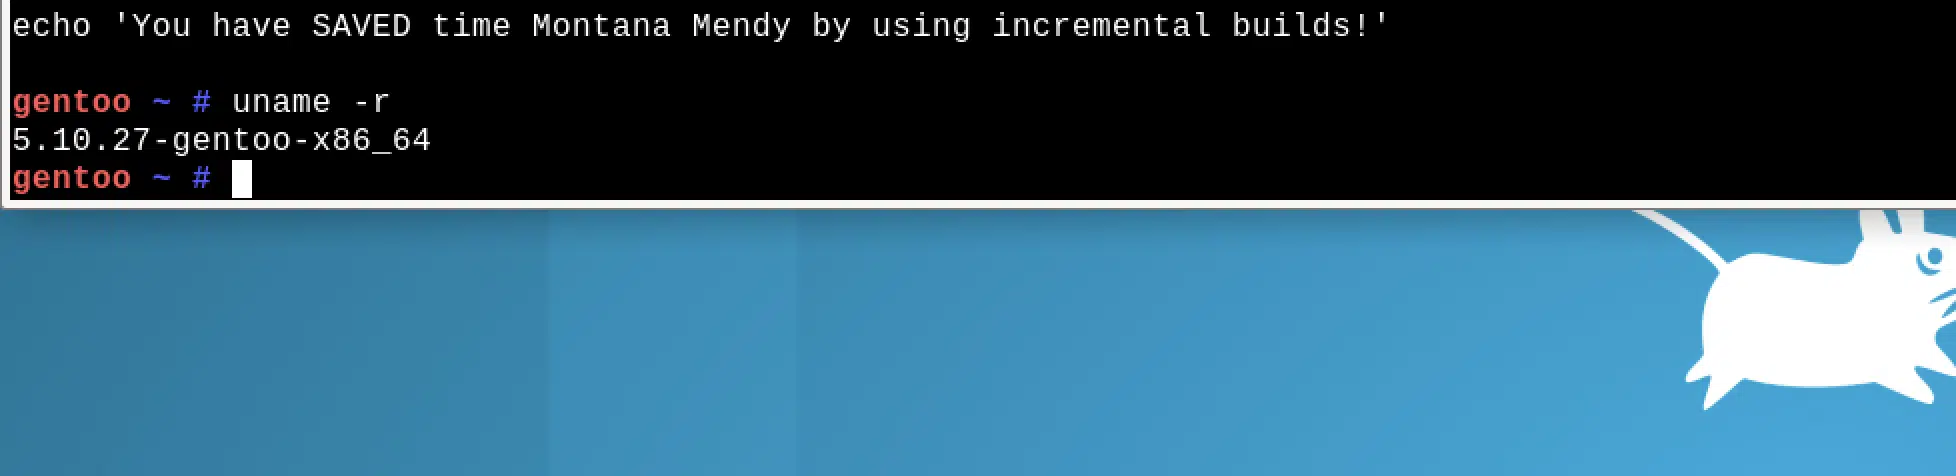 echo 'You have SAVED time Montana Mendy by using incremental builds!'
gentoo ~ # uname -r
5.10.27-gentoo-x86_64
gentoo ~ #